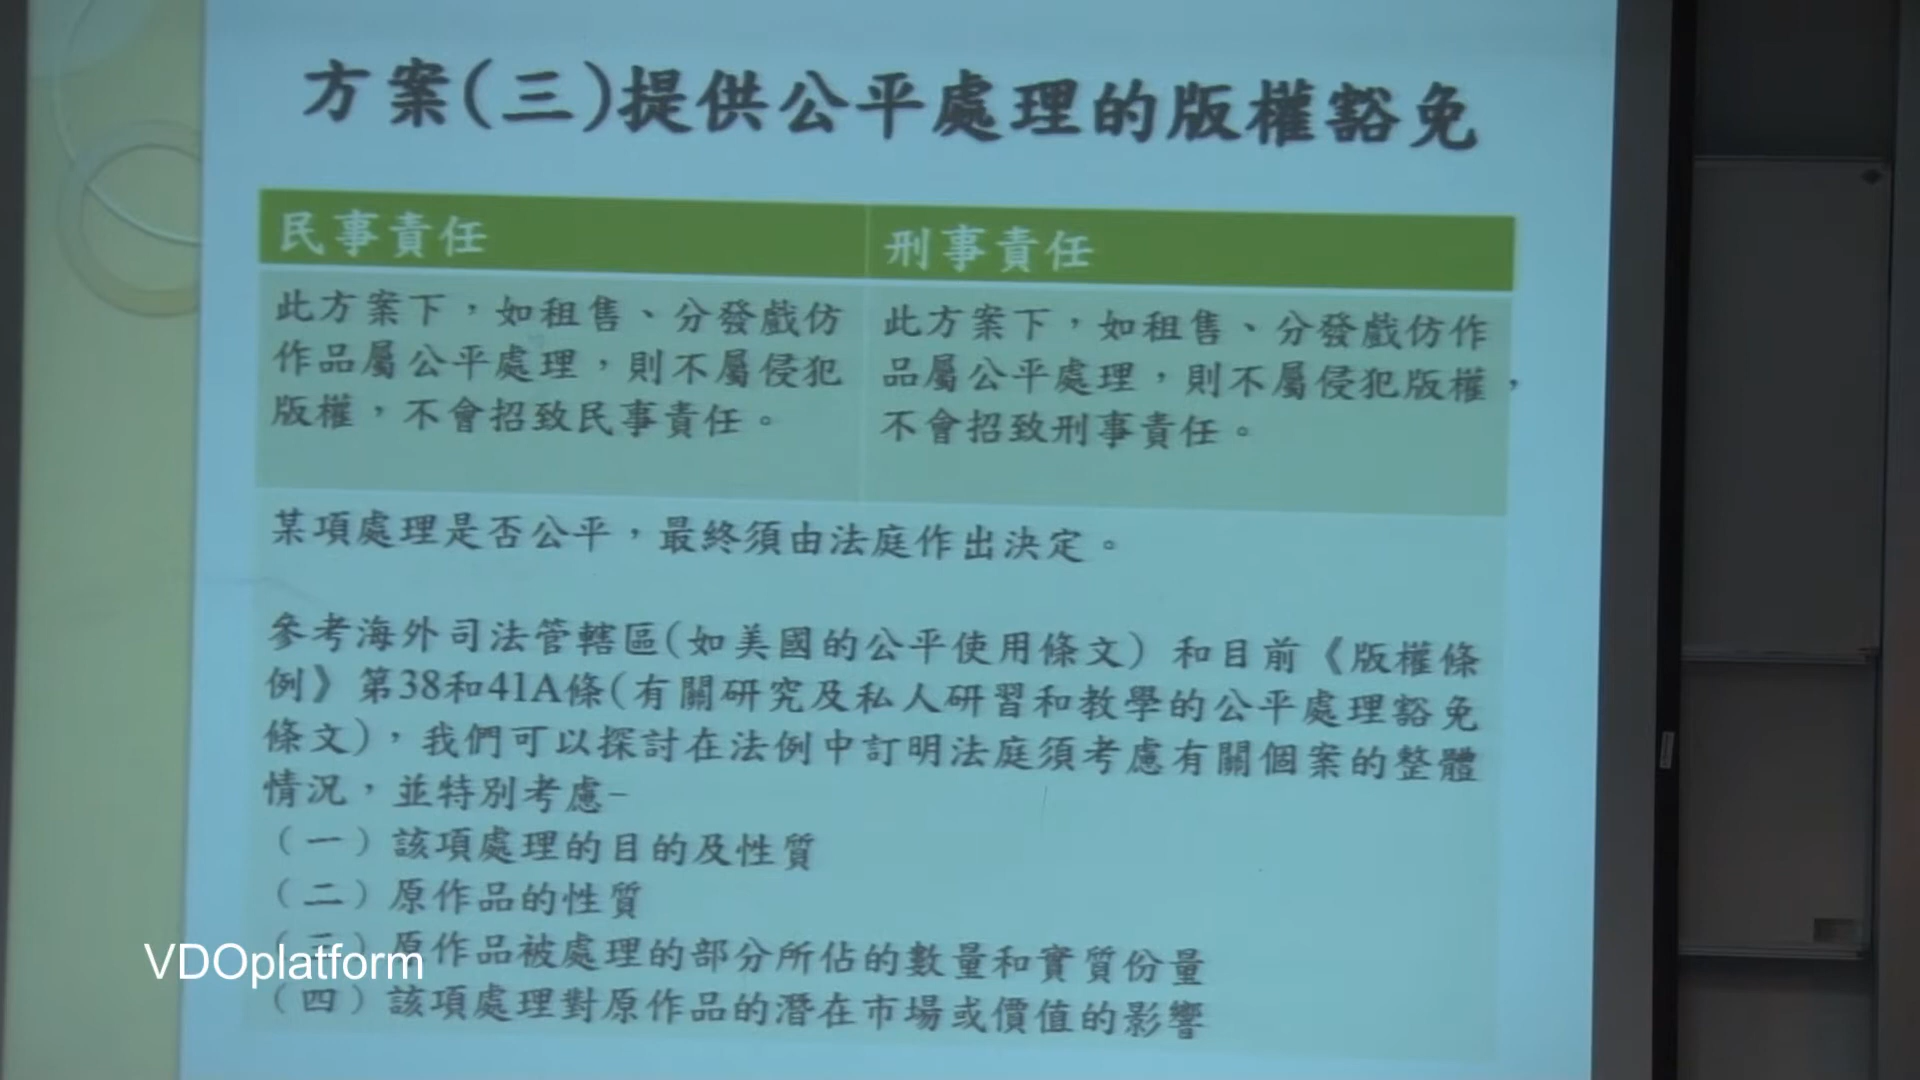 方案(三)提供公平處理的版權豁免
民事責任
刑事責任
此方案下，如租售、分發戲仿
作品屬公平處理，則不屬侵犯
版權，不會招致民事責任。
此方案下，如租售、分發戲仿作
品屬公平處理，則不屬侵犯版權，
不會招致刑事責任。
某項處理是否公平，最終須由法庭作出決定。
參考海外司法管轄區(如美國的公平使用條文) 和目前《版權條
例》第38和41A條(有關研究及私人研習和教學的公平處理豁免
條文)，我們可以探討在法例中訂明法庭須考慮有關個案的整體
情況，並特別考慮–
（一）該項處理的目的及性質
（二）原作品的性質
（三）原作品被處理的部分所佔的數量和實質份量
（四）該項處理對原作品的潛在市場或價值的影響
VDOplatform